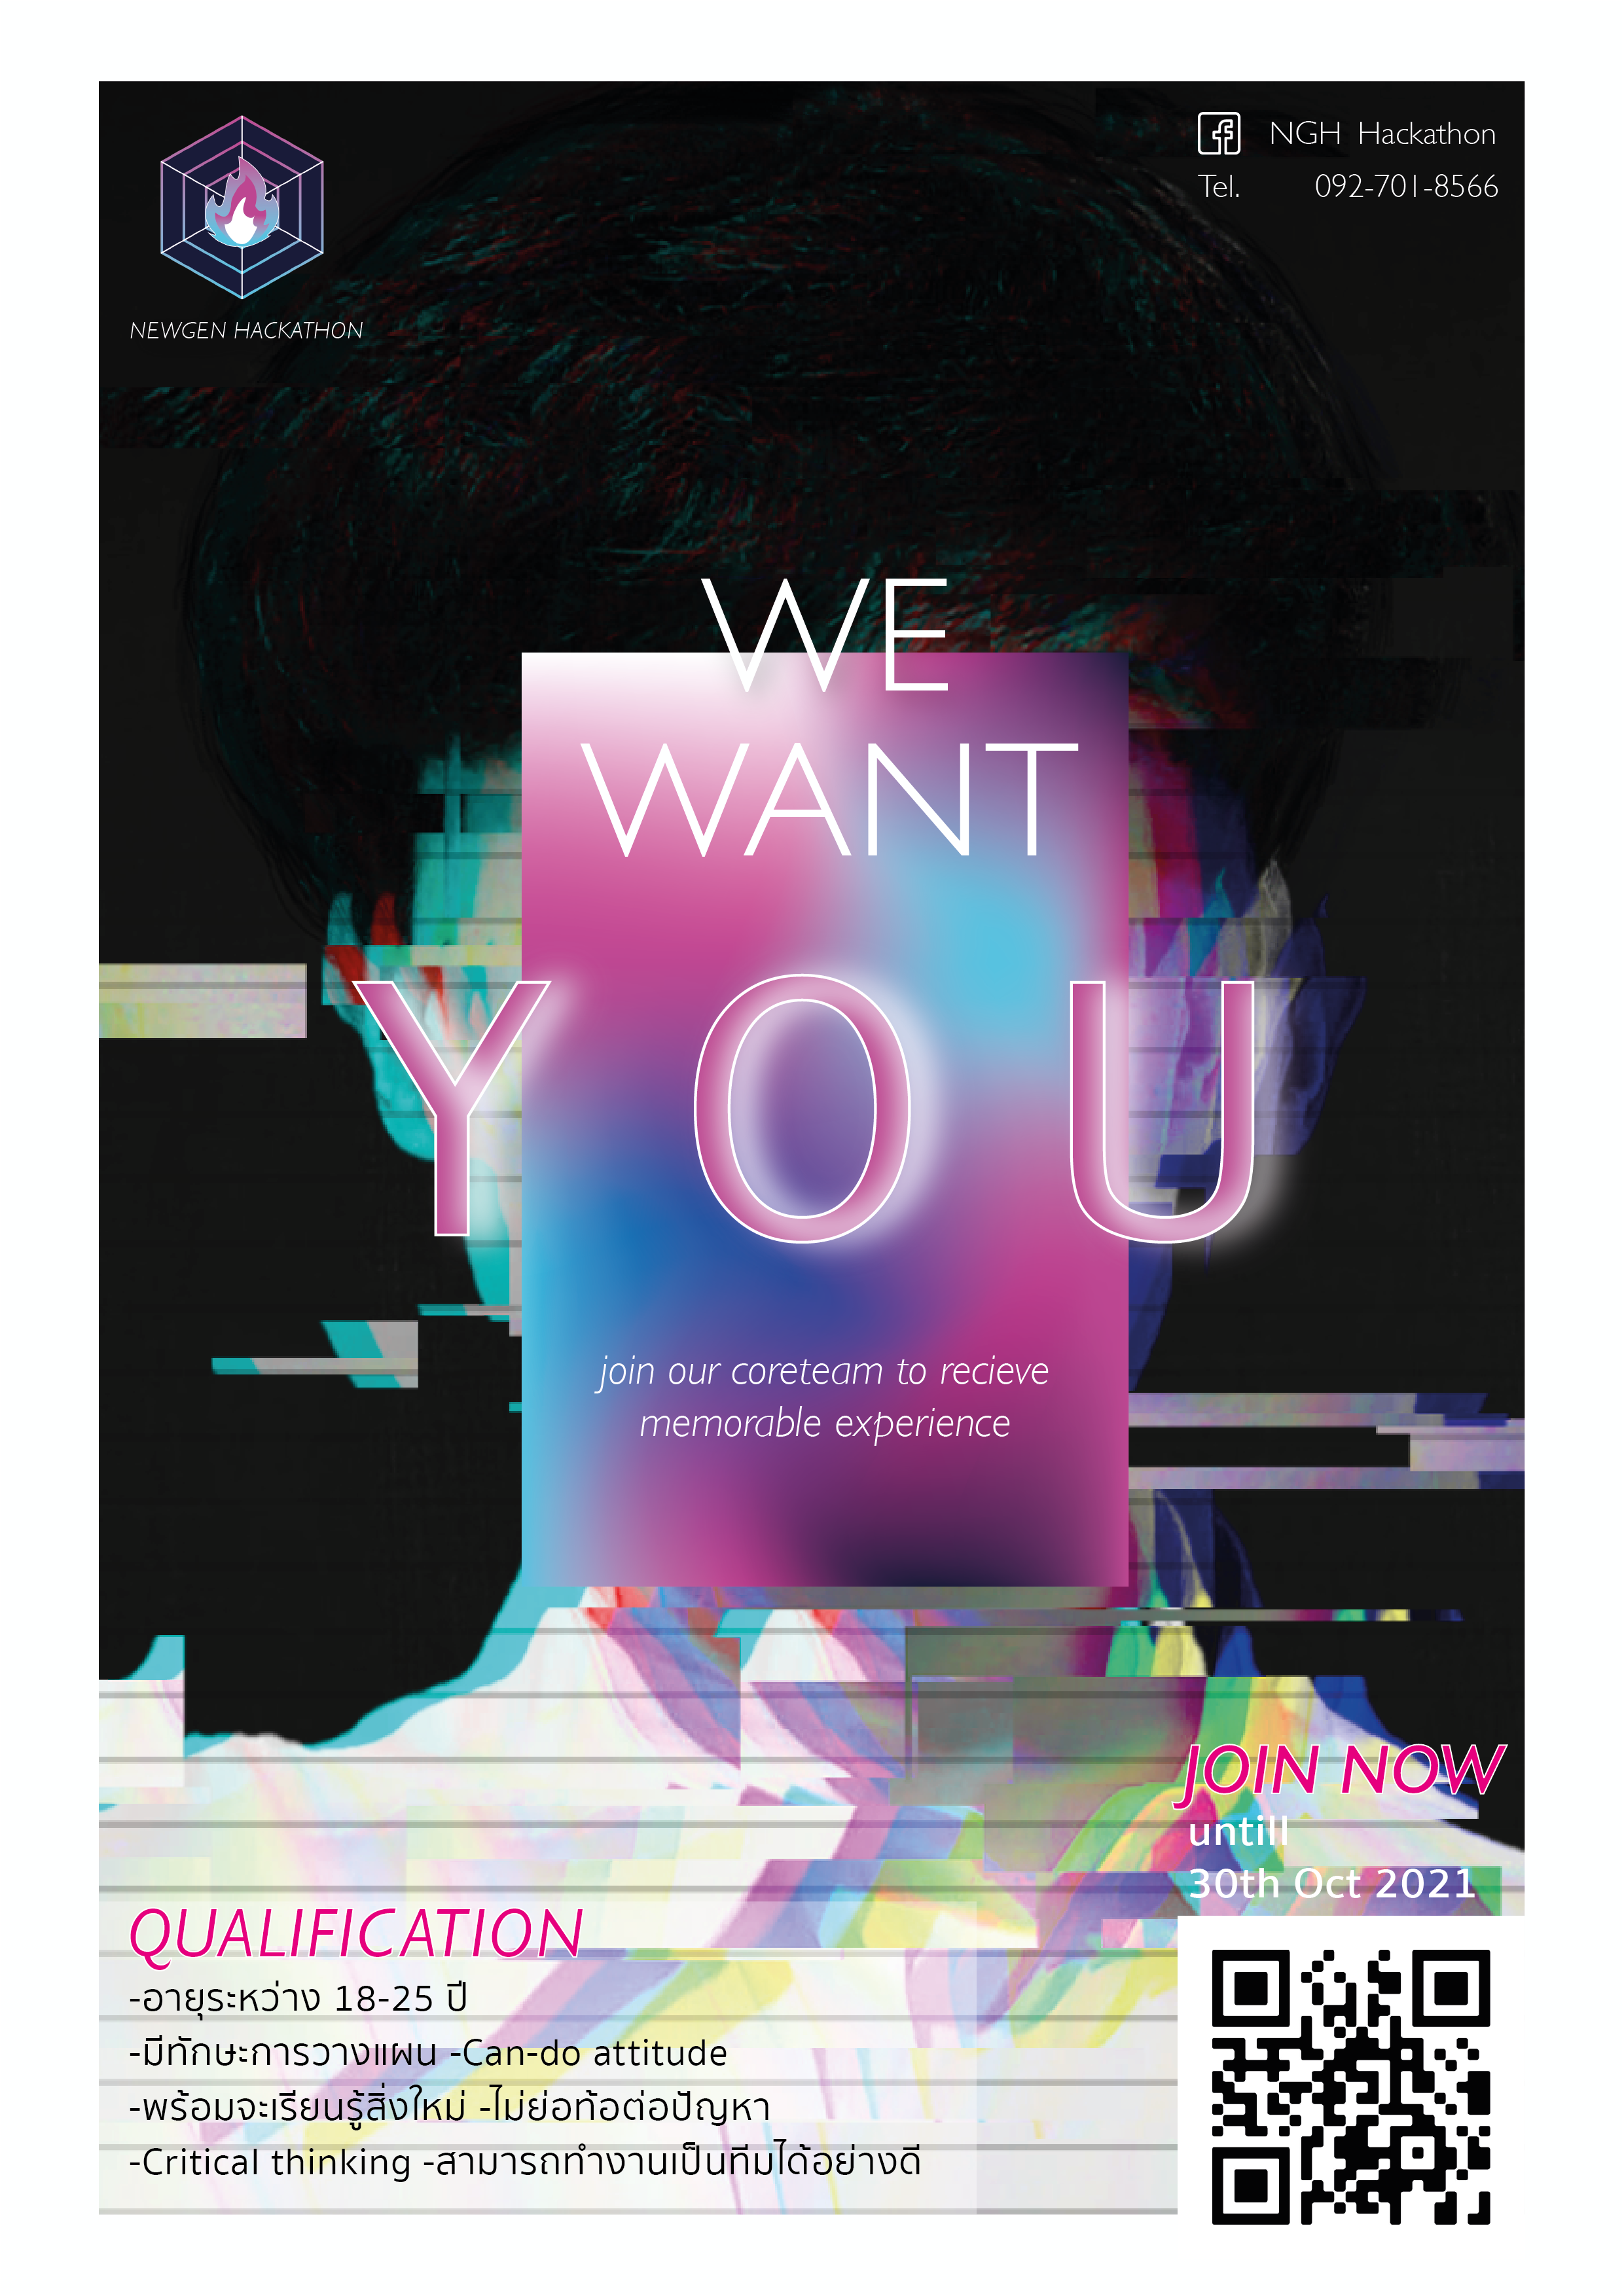 NEWGEN HACKATHON
NGH Hackathon
Tel. 092-701-8566
WE
WANT
YOU
join our coreteam to recieve
memorable experience
JOIN NOW
untill
30th Oct 2021
QUALIFICATION
-อายุระหว่าง 18-25 ปี
-มีทักษะการวางแผน -Can-do attitude
-พร้อมจะเรียนรู้สิ่งใหม่ -ไม่ย่อท้อต่อปัญหา
-Critical thinking -สามารถทำงานเป็นทีมได้อย่างดี